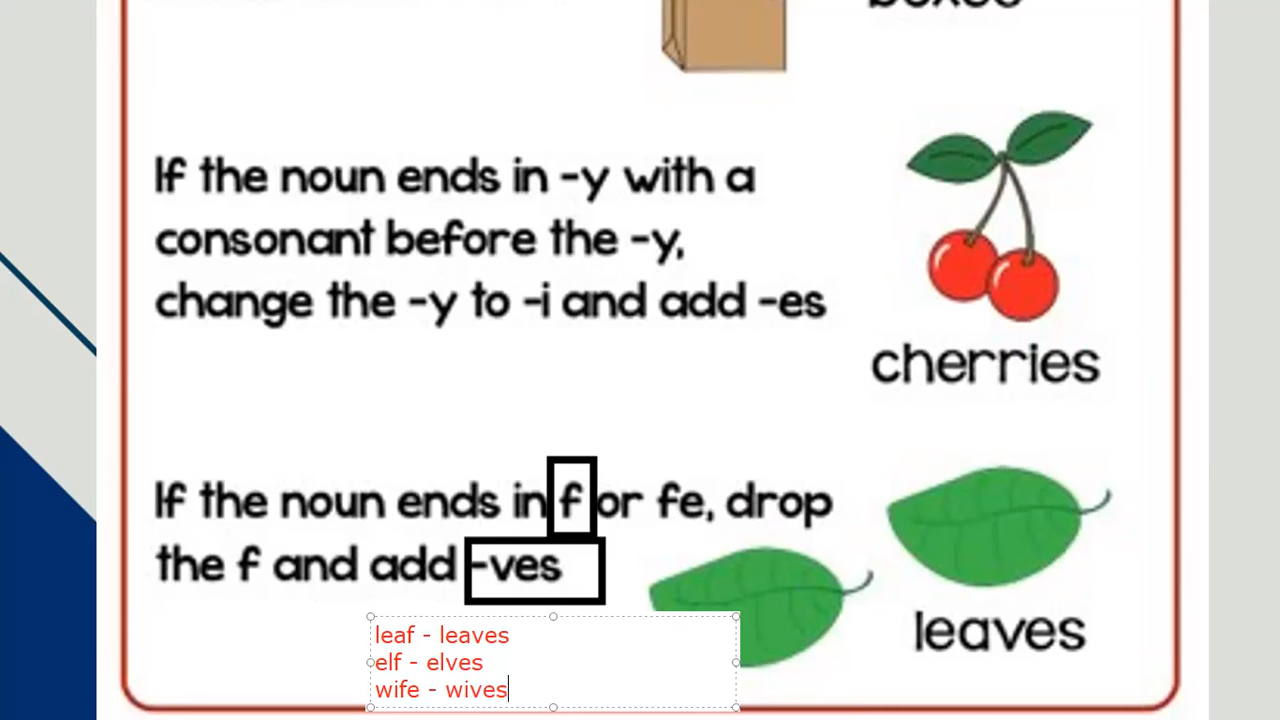 boxes
If the noun ends in -y with a
consonant before the -y,
change the -y to -i and add -es
cherries
If the noun ends in f or fe, drop
the f and add -ves
leaves
leaf - leaves
elf - elves
wife - wives